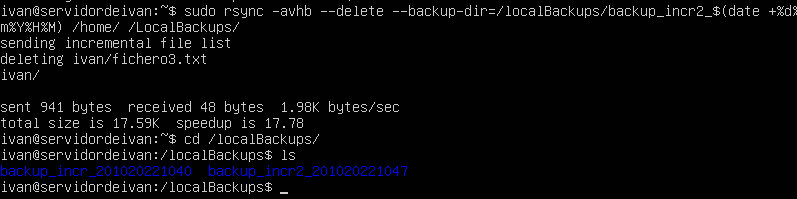 ivan@servidordeivan:~$ sudo rsync -avhb --delete --backup-dir=/localBackups/backup_incr2_$(date +%d%
m%Y%H%M) /home/ /LocalBackups/
sending incremental file list
deleting ivan/fichero3.txt
ivan/
sent 941 bytes  received 48 bytes  1.98K bytes/sec
total size is 17.59K  speedup is 17.78
ivan@servidordeivan:~$ cd /localBackups/
ivan@servidordeivan:/localBackups$ ls
backup_incr_201020221040  backup_incr2_201020221047
ivan@servidordeivan:/localBackups$ _